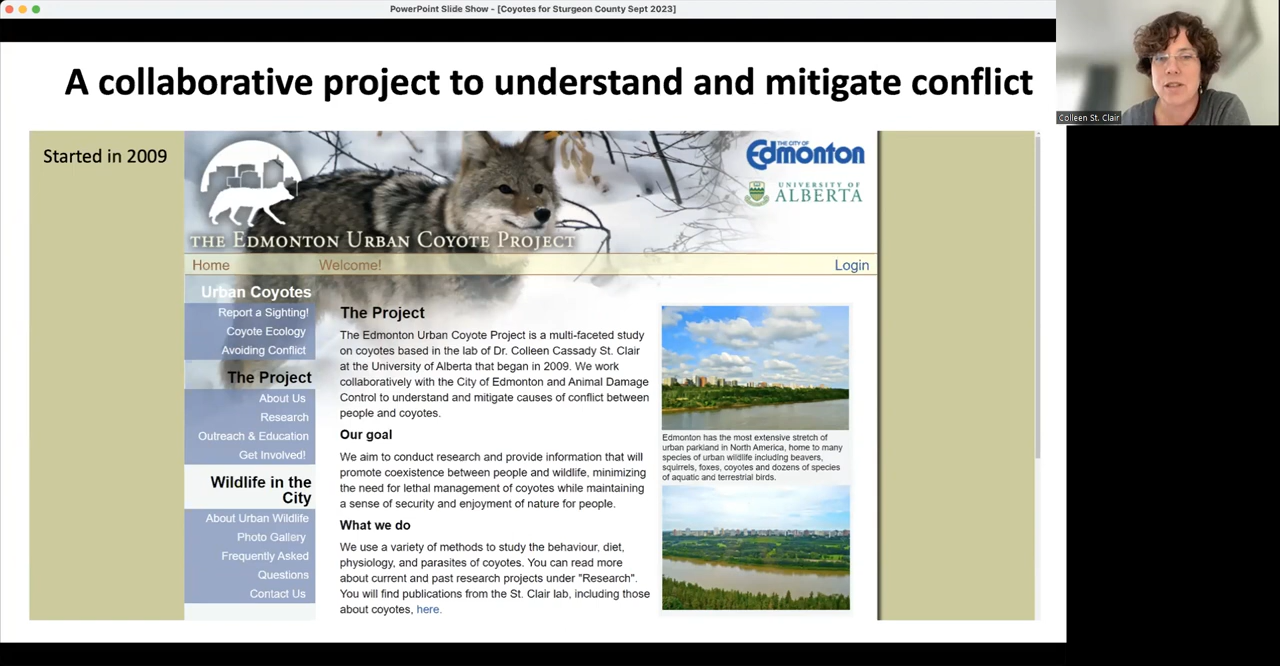 PowerPoint Slide Show - [Coyotes for Sturgeon County Sept 2023]
A collaborative project to understand and mitigate conflict
Colleen St. Clair
Started in 2009
THE CITY OF
Edmonton
UNIVERSITY OF
ALBERTA
THE EDMONTON URBAN COYOTE PROJECT
Home Welcome! Login
Urban Coyotes
Report a Sighting!
Coyote Ecology
Avoiding Conflict
The Project
About Us
Research
Outreach & Education
Get Involved!
Wildlife in the
City
About Urban Wildlife
Photo Gallery
Frequently Asked
Questions
Contact Us
The Project
The Edmonton Urban Coyote Project is a multi-faceted study
on coyotes based in the lab of Dr. Colleen Cassady St. Clair
at the University of Alberta that began in 2009. We work
collaboratively with the City of Edmonton and Animal Damage
Control to understand and mitigate causes of conflict between
people and coyotes.
Our goal
We aim to conduct research and provide information that will
promote coexistence between people and wildlife, minimizing
the need for lethal management of coyotes while maintaining
a sense of security and enjoyment of nature for people.
What we do
We use a variety of methods to study the behaviour, diet,
physiology, and parasites of coyotes. You can read more
about current and past research projects under "Research".
You will find publications from the St. Clair lab, including those
about coyotes, here.
Edmonton has the most extensive stretch of
urban parkland in North America, home to many
species of urban wildlife including beavers,
squirrels, foxes, coyotes and dozens of species
of aquatic and terrestrial birds.